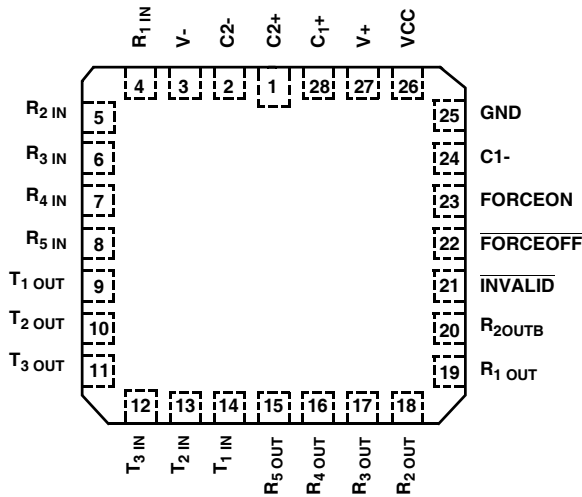 R1 IN V- C2- C2+ C1+ V+ VCC
4 3 2 1 28 27 26
R2 IN 5 25 GND
R3 IN 6 24 C1-
R4 IN 7 23 FORCEON
R5 IN 8 22 FORCEOFF
T1 OUT 9 21 INVALID
T2 OUT 10 20 R2OUTB
T3 OUT 11 19 R1 OUT
12 13 14 15 16 17 18
T3 IN T2 IN T1 IN R5 OUT R4 OUT R3 OUT R2 OUT